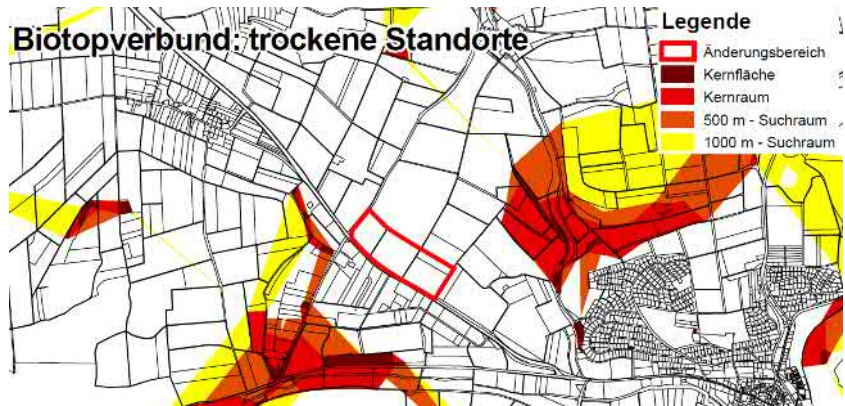 Biotopverbund: trockene Standorte
Legende
Änderungsbereich
Kernfläche
Kernraum
500 m - Suchraum
1000 m - Suchraum